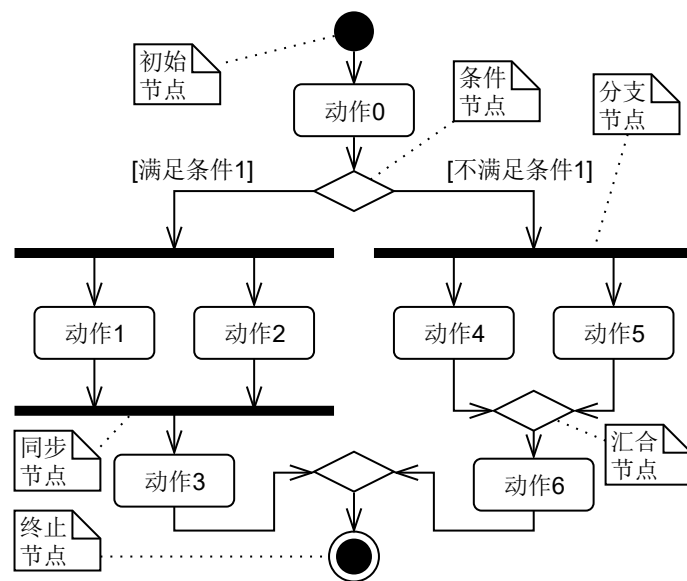 初始
节点
条件
节点
分支
节点
动作0
[满足条件1]
[不满足条件1]
动作1
动作2
动作4
动作5
同步
节点
动作3
动作6
汇合
节点
终止
节点